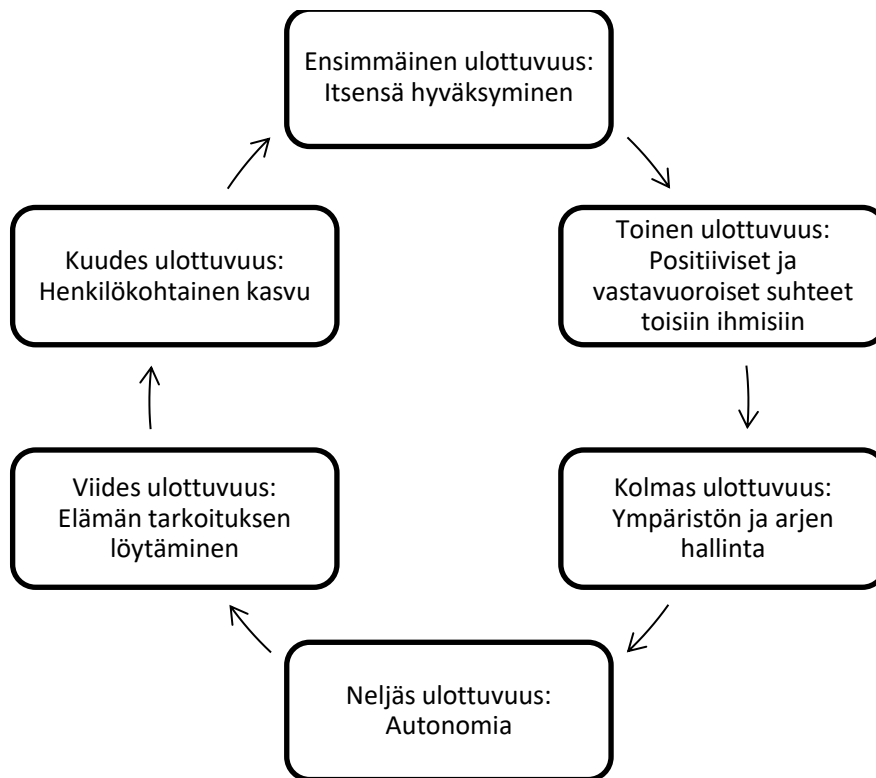 Ensimmäinen ulottuvuus:
Itsensä hyväksyminen
Toinen ulottuvuus:
Positiiviset ja
vastavuoroiset suhteet
toisiin ihmisiin
Kolmas ulottuvuus:
Ympäristön ja arjen
hallinta
Neljäs ulottuvuus:
Autonomia
Viides ulottuvuus:
Elämän tarkoituksen
löytäminen
Kuudes ulottuvuus:
Henkilökohtainen kasvu